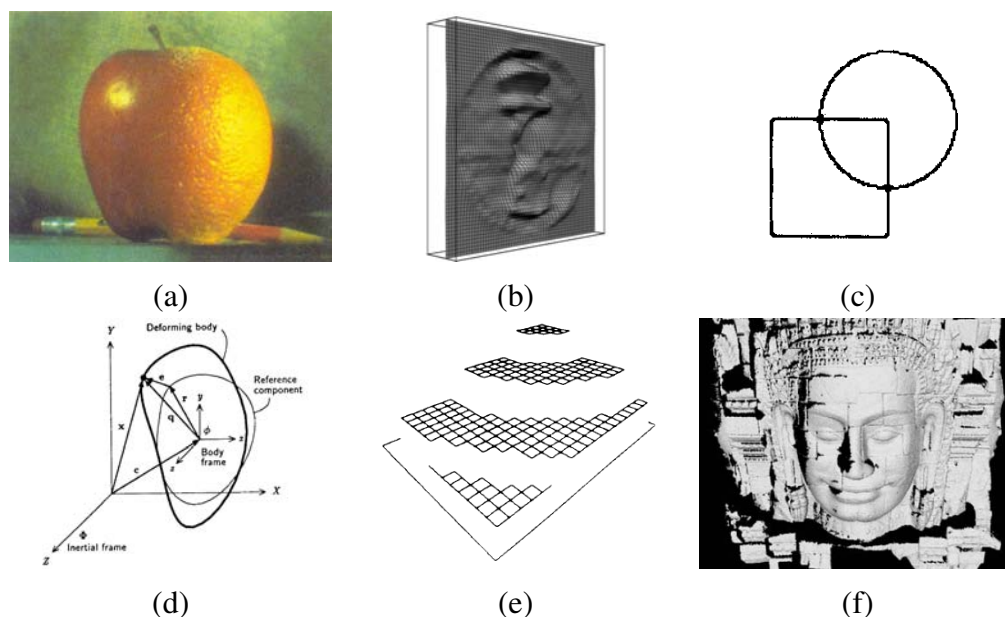 (a)
(b)
(c)
Y
Deforming body
Reference
component
e
r
q
y
x
ϕ
z
Body
frame
c
X
Φ
Inertial frame
Z
(d)
(e)
(f)